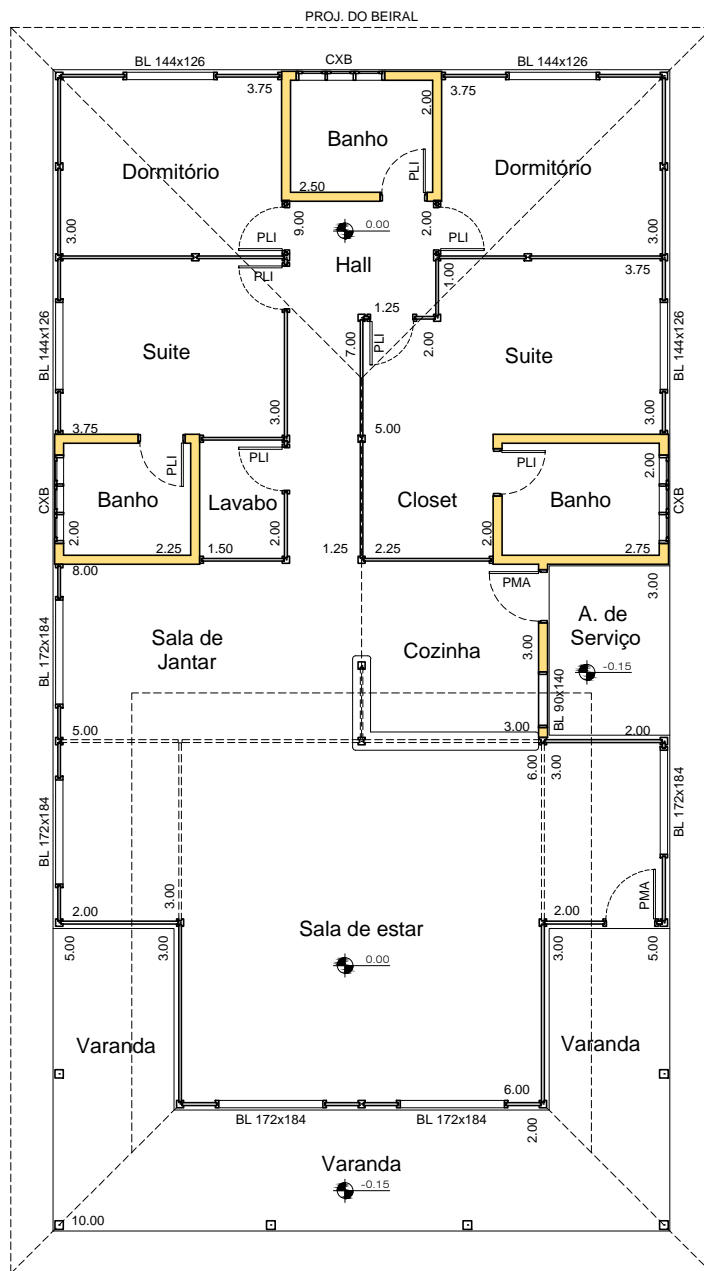 PROJ. DO BEIRAL
BL 144x126
CXB
BL 144x126
3.75
2.00
3.75
Banho
Dormitório
Dormitório
PLI
2.50
3.00
9.00
0.00
2.00
3.00
PLI
PLI
Hall
PLI
3.75
1.00
1.25
BL 144x126
7.00
PLI
2.00
BL 144x126
Suite
Suite
3.00
3.00
3.75
5.00
PLI
PLI
PLI
2.00
CXB
Banho
Lavabo
Closet
Banho
CXB
2.00
2.00
2.00
2.25
1.50
1.25
2.25
2.75
8.00
PMA
3.00
A. de
Serviço
Sala de
Jantar
Cozinha
3.00
-0.15
BL 172x184
BL 90x140
5.00
3.00
2.00
6.00
3.00
BL 172x184
BL 172x184
3.00
PMA
2.00
2.00
Sala de estar
5.00
3.00
0.00
3.00
5.00
Varanda
Varanda
6.00
BL 172x184
BL 172x184
2.00
Varanda
-0.15
10.00